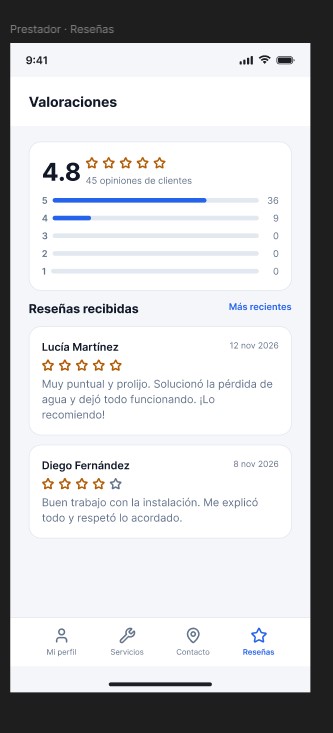 Prestador · Reseñas
9:41
Valoraciones
4.8
45 opiniones de clientes
5 36
4 9
3 0
2 0
1 0
Reseñas recibidas Más recientes
Lucía Martínez 12 nov 2026
Muy puntual y prolijo. Solucionó la pérdida de
agua y dejó todo funcionando. ¡Lo
recomiendo!
Diego Fernández 8 nov 2026
Buen trabajo con la instalación. Me explicó
todo y respetó lo acordado.
Mi perfil Servicios Contacto Reseñas